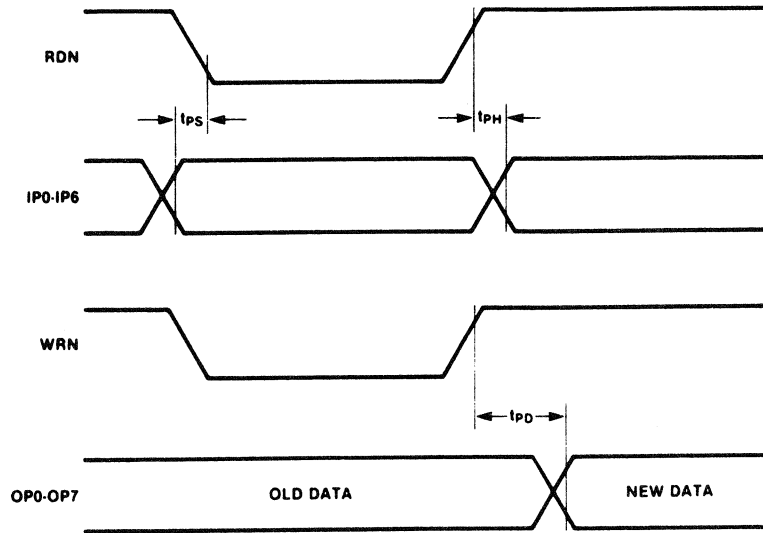 RDN
tPS
tPH
IP0-IP6
WRN
tPD
OP0-OP7
OLD DATA
NEW DATA